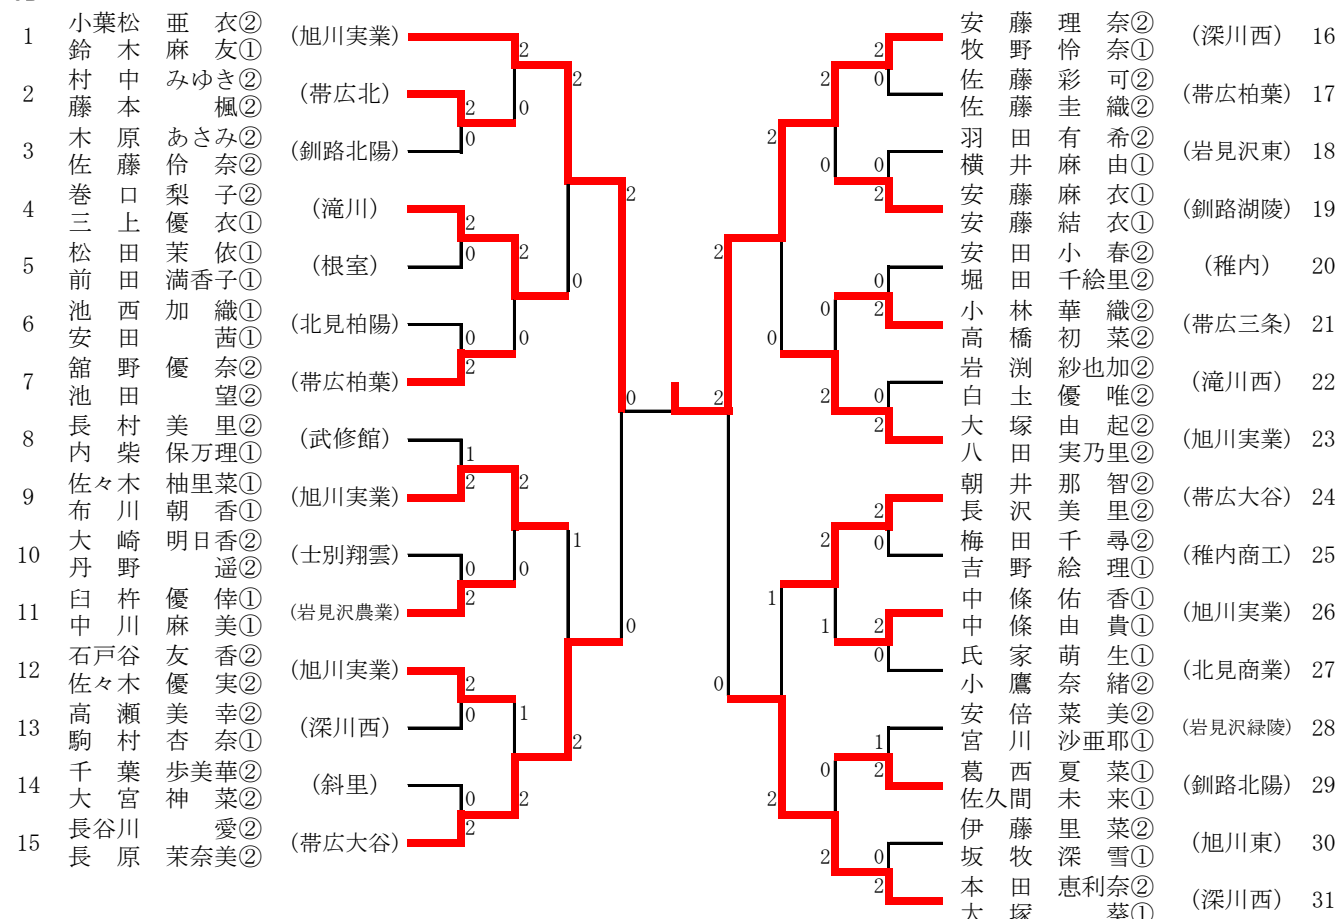 1 小葉松 亜 衣② 鈴 木 麻 友① (旭川実業)
2 村 中 みゆき② 藤 本 楓② (帯広北)
3 木 原 あさみ② 佐 藤 伶 奈② (釧路北陽)
4 巻 口 梨 子② 三 上 優 衣① (滝川)
5 松 田 茉 依① 前 田 満香子① (根室)
6 池 西 加 織① 安 田 茜① (北見柏陽)
7 舘 野 優 奈② 池 田 望② (帯広柏葉)
8 長 村 美 里② 内 柴 保万理① (武修館)
9 佐々木 柚里菜① 布 川 朝 香① (旭川実業)
10 大 崎 明日香② 丹 野 遥② (士別翔雲)
11 臼 杵 優 倖① 中 川 麻 美① (岩見沢農業)
12 石戸谷 友 香② 佐々木 優 実② (旭川実業)
13 高 瀬 美 幸② 駒 村 杏 奈① (深川西)
14 千 葉 歩美華② 大 宮 神 菜② (斜里)
15 長谷川 愛② 長 原 茉奈美② (帯広大谷)
2
2
0
2
0
2
2
0
2
0
0
0
2
0
1
2
2
1
0
0
2
0
2
0
1
2
0
2
2
2
2
2
0
2
0
0
2
2
0
0
2
0
2
0
2
0
2
2
0
2
1
1
2
0
0
1
2
0
2
2
0
2
安 藤 理 奈② 牧 野 怜 奈① (深川西) 16
佐 藤 彩 可② 佐 藤 圭 織② (帯広柏葉) 17
羽 田 有 希② 横 井 麻 由① (岩見沢東) 18
安 藤 麻 衣① 安 藤 結 衣① (釧路湖陵) 19
安 田 小 春② 堀 田 千絵里② (稚内) 20
小 林 華 織② 高 橋 初 菜② (帯広三条) 21
岩 渕 紗也加② 白 圡 優 唯② (滝川西) 22
大 塚 由 起② 八 田 実乃里② (旭川実業) 23
朝 井 那 智② 長 沢 美 里② (帯広大谷) 24
梅 田 千 尋② 吉 野 絵 理① (稚内商工) 25
中 條 佑 香① 中 條 由 貴① (旭川実業) 26
氏 家 萌 生① 小 鷹 奈 緒② (北見商業) 27
安 倍 菜 美② 宮 川 沙亜耶① (岩見沢緑陵) 28
葛 西 夏 菜① 佐久間 未 来① (釧路北陽) 29
伊 藤 里 菜② 坂 牧 深 雪① (旭川東) 30
本 田 恵利奈② 大 塚 葵① (深川西) 31